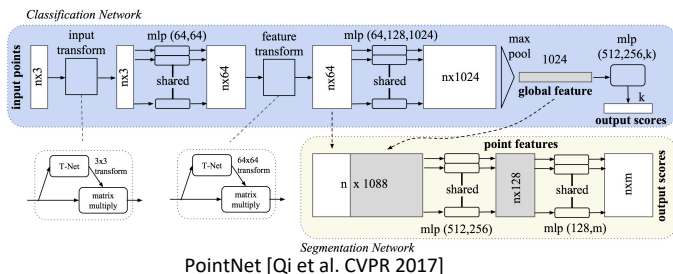 Classification Network
input points
nx3
input
transform
nx3
mlp (64,64)
shared
nx64
feature
transform
nx64
mlp (64,128,1024)
shared
nx1024
max
pool
1024
global feature
mlp
(512,256,k)
k
output scores
T-Net
3x3
transform
matrix
multiply
T-Net
64x64
transform
matrix
multiply
point features
n x 1088
shared
mlp (512,256)
nx128
shared
mlp (128,m)
nxm
output scores
Segmentation Network
PointNet [Qi et al. CVPR 2017]